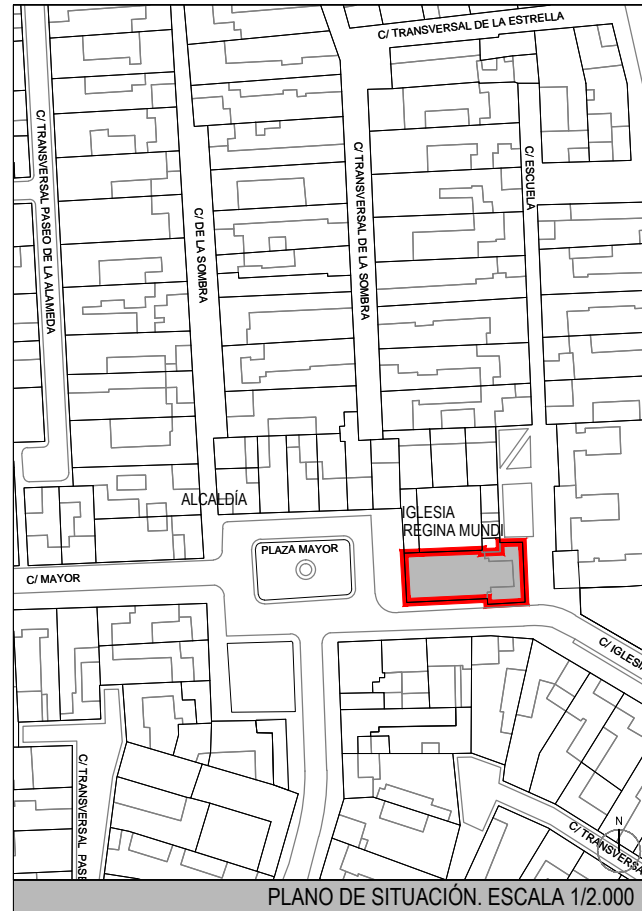 C/ TRANSVERSAL DE LA ESTRELLA
C/ TRANSVERSAL PASEO DE LA ALAMEDA
C/ DE LA SOMBRA
C/ TRANSVERSAL DE LA SOMBRA
C/ ESCUELA
ALCALDÍA
IGLESIA
REGINA MUNDI
PLAZA MAYOR
C/ MAYOR
C/ IGLESI
C/ TRANSVERSAL PASE
N
C/ TRANSVERSA
PLANO DE SITUACIÓN. ESCALA 1/2.000